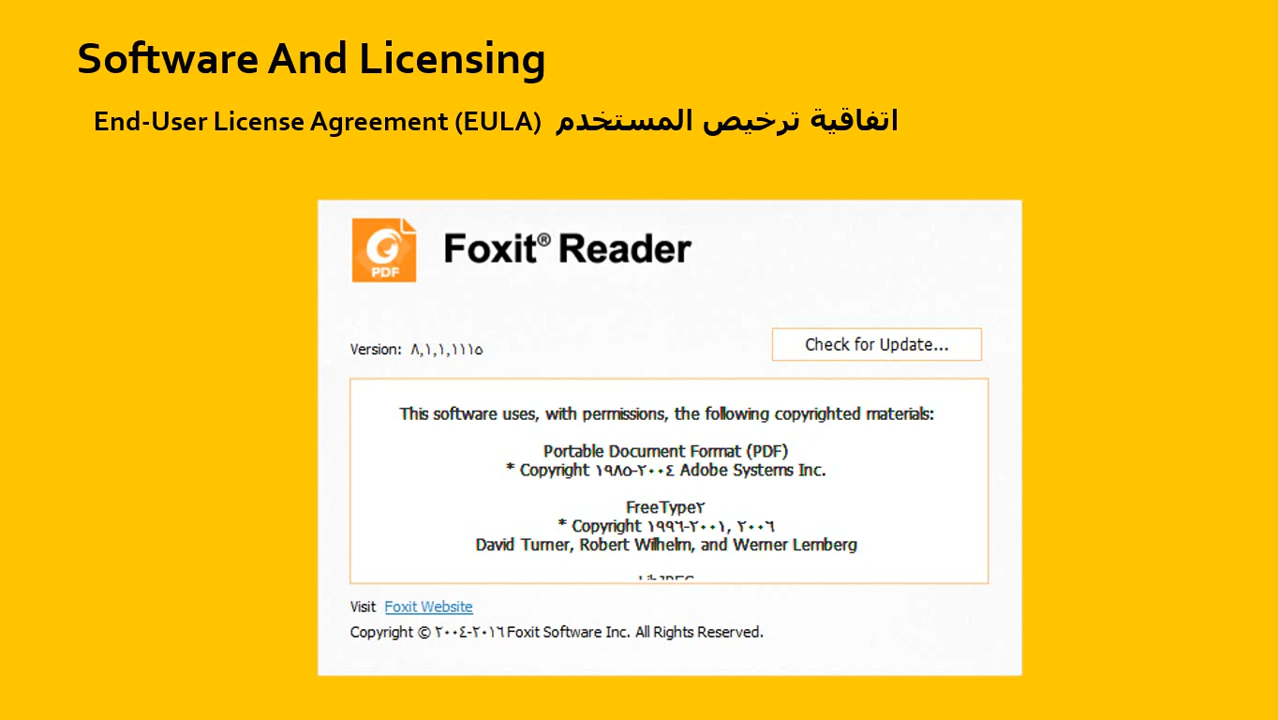 Software And Licensing
End-User License Agreement (EULA) اتفاقية ترخيص المستخدم
PDF
Foxit® Reader
Version: ٨,١,١,١١١٥
Check for Update...
This software uses, with permissions, the following copyrighted materials:
Portable Document Format (PDF)
* Copyright ١٩٨٥-٢٠٠٤ Adobe Systems Inc.
FreeType٢
* Copyright ١٩٩٦-٢٠٠١, ٢٠٠٦
David Turner, Robert Wilhelm, and Werner Lemberg
Visit Foxit Website
Copyright © ٢٠٠٤-٢٠١٦ Foxit Software Inc. All Rights Reserved.